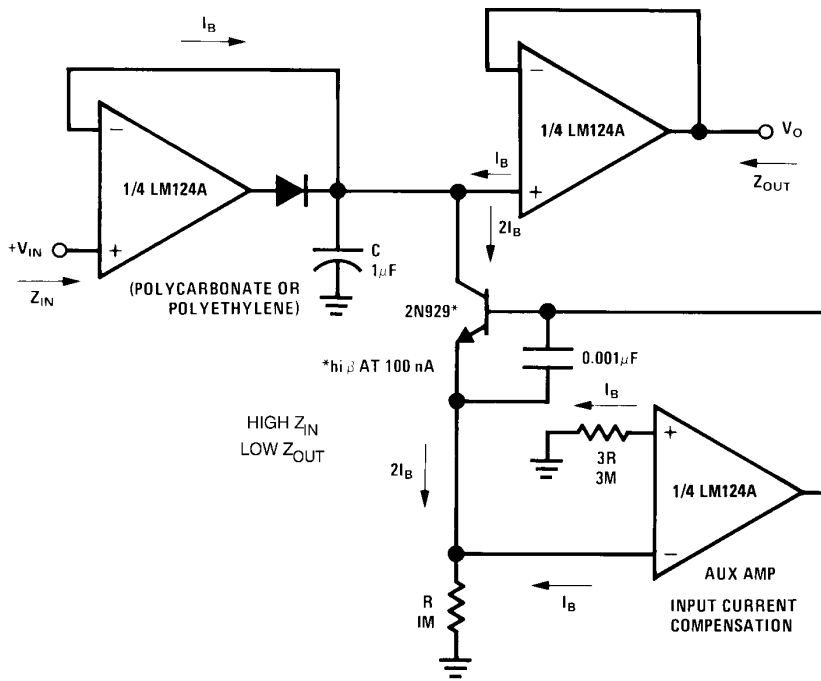 I_B
−
1/4 LM124A
+
+V_IN
Z_IN
C
1μF
(POLYCARBONATE OR
POLYETHYLENE)
−
1/4 LM124A
+
I_B
V_O
Z_OUT
2I_B
2N929*
*hi β AT 100 nA
0.001μF
HIGH Z_IN
LOW Z_OUT
I_B
3R
3M
+
1/4 LM124A
−
2I_B
I_B
R
1M
AUX AMP
INPUT CURRENT
COMPENSATION